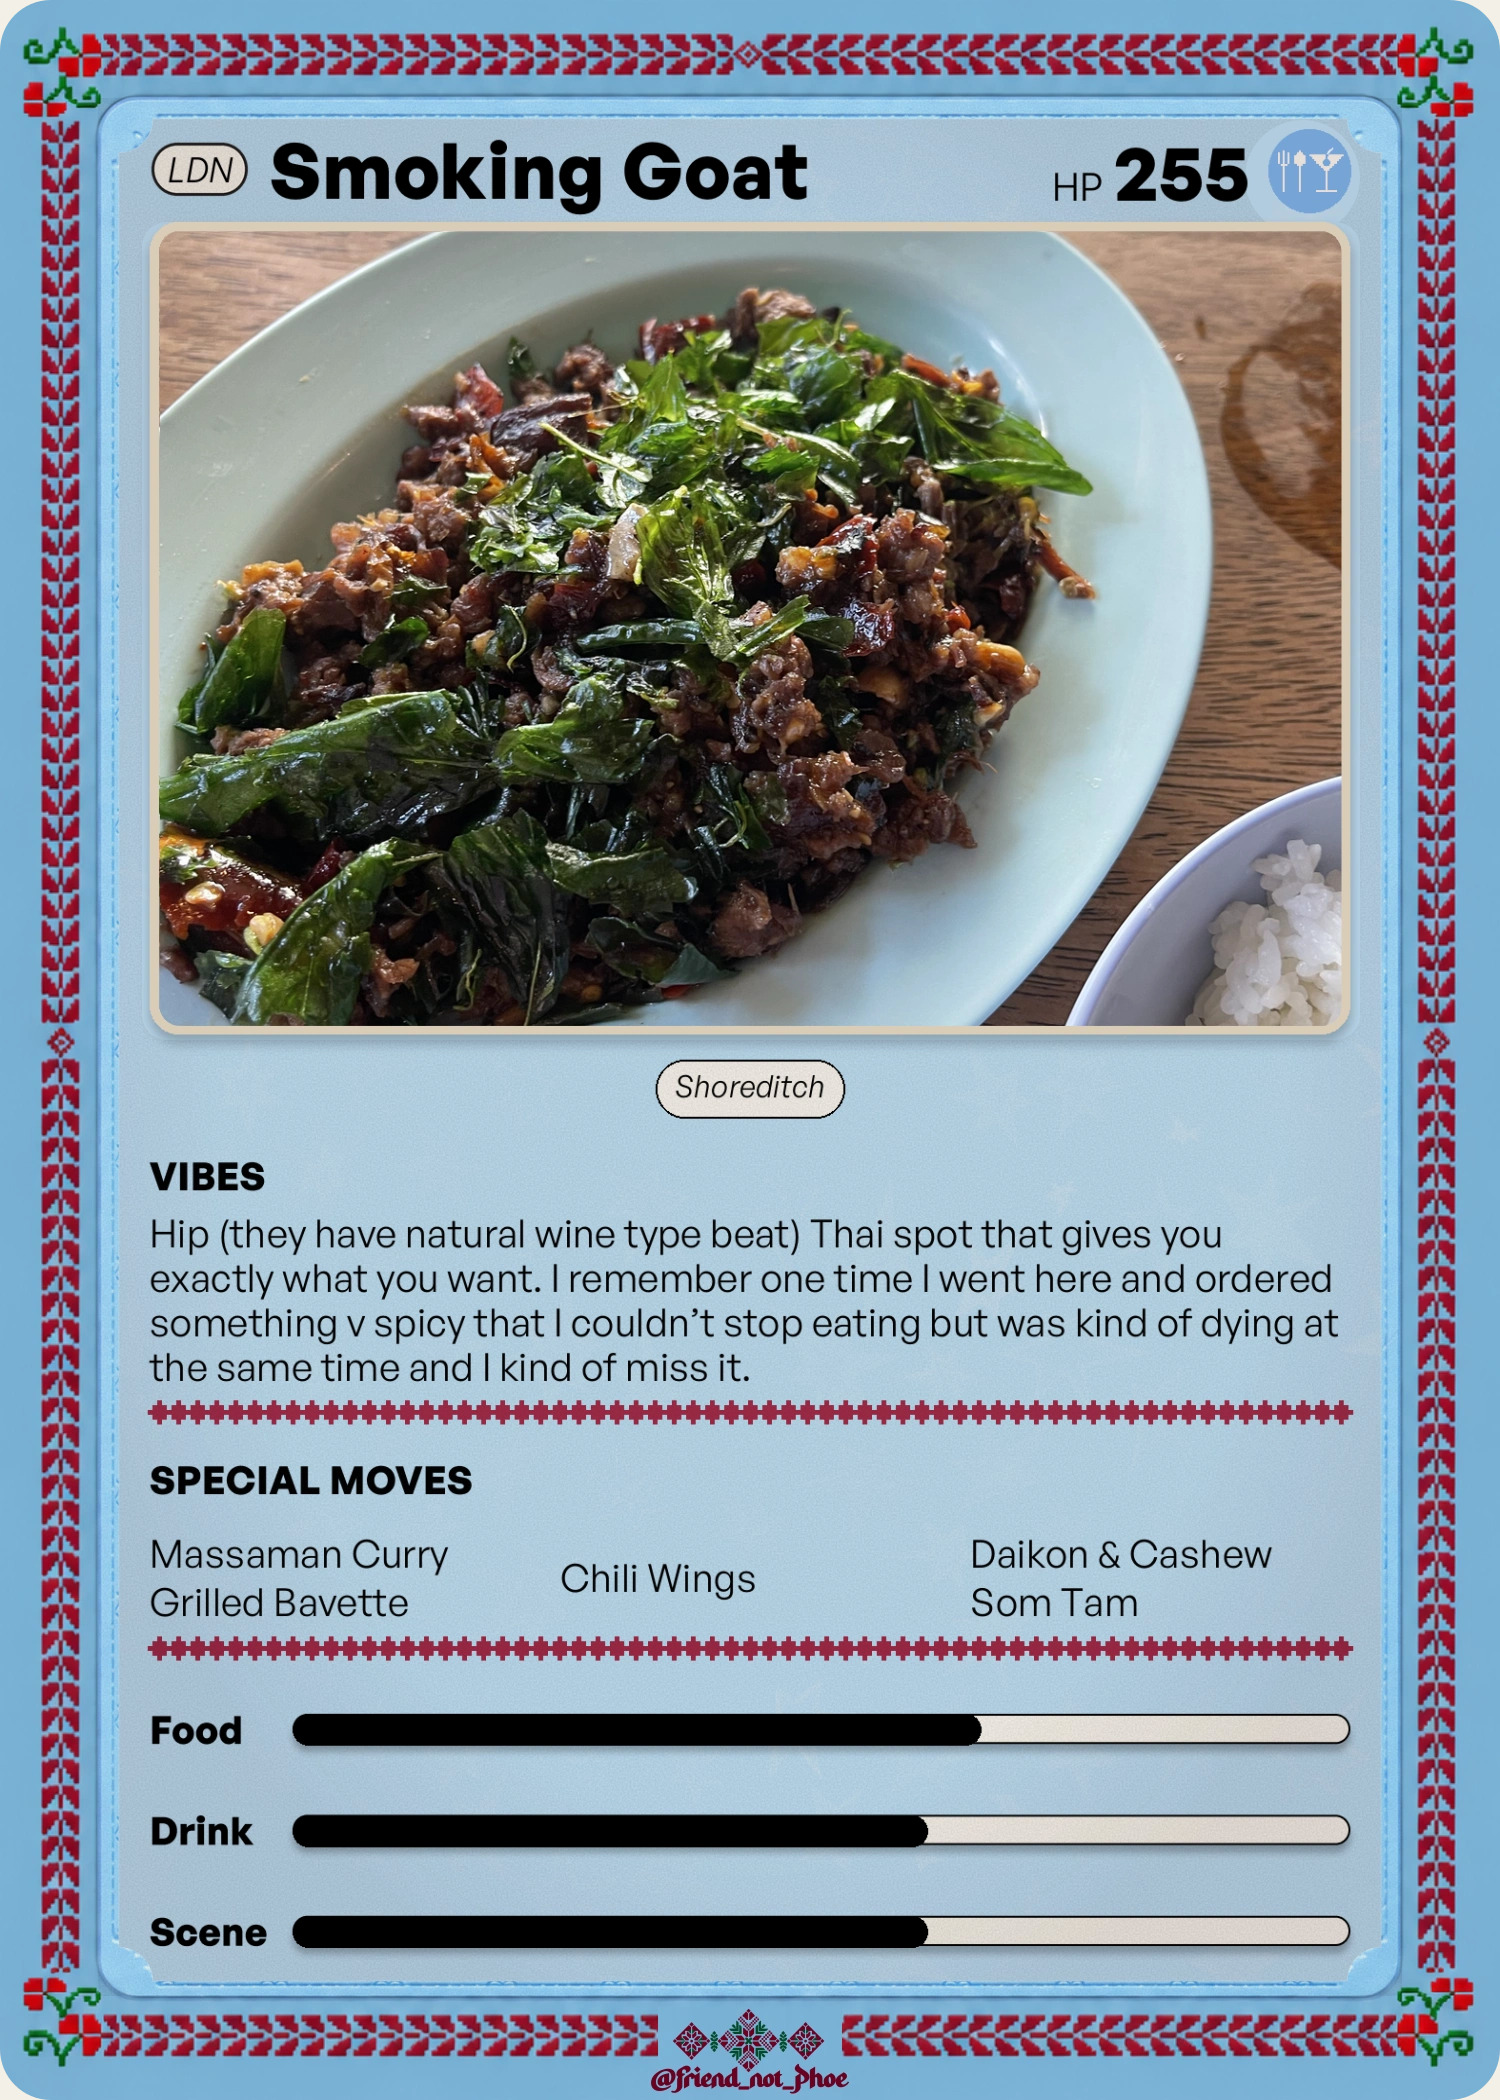 LDN Smoking Goat HP 255
Shoreditch
VIBES
Hip (they have natural wine type beat) Thai spot that gives you
exactly what you want. I remember one time I went here and ordered
something v spicy that I couldn’t stop eating but was kind of dying at
the same time and I kind of miss it.
SPECIAL MOVES
Massaman Curry
Grilled Bavette
Chili Wings
Daikon & Cashew
Som Tam
Food
Drink
Scene
@friend_not_phoe